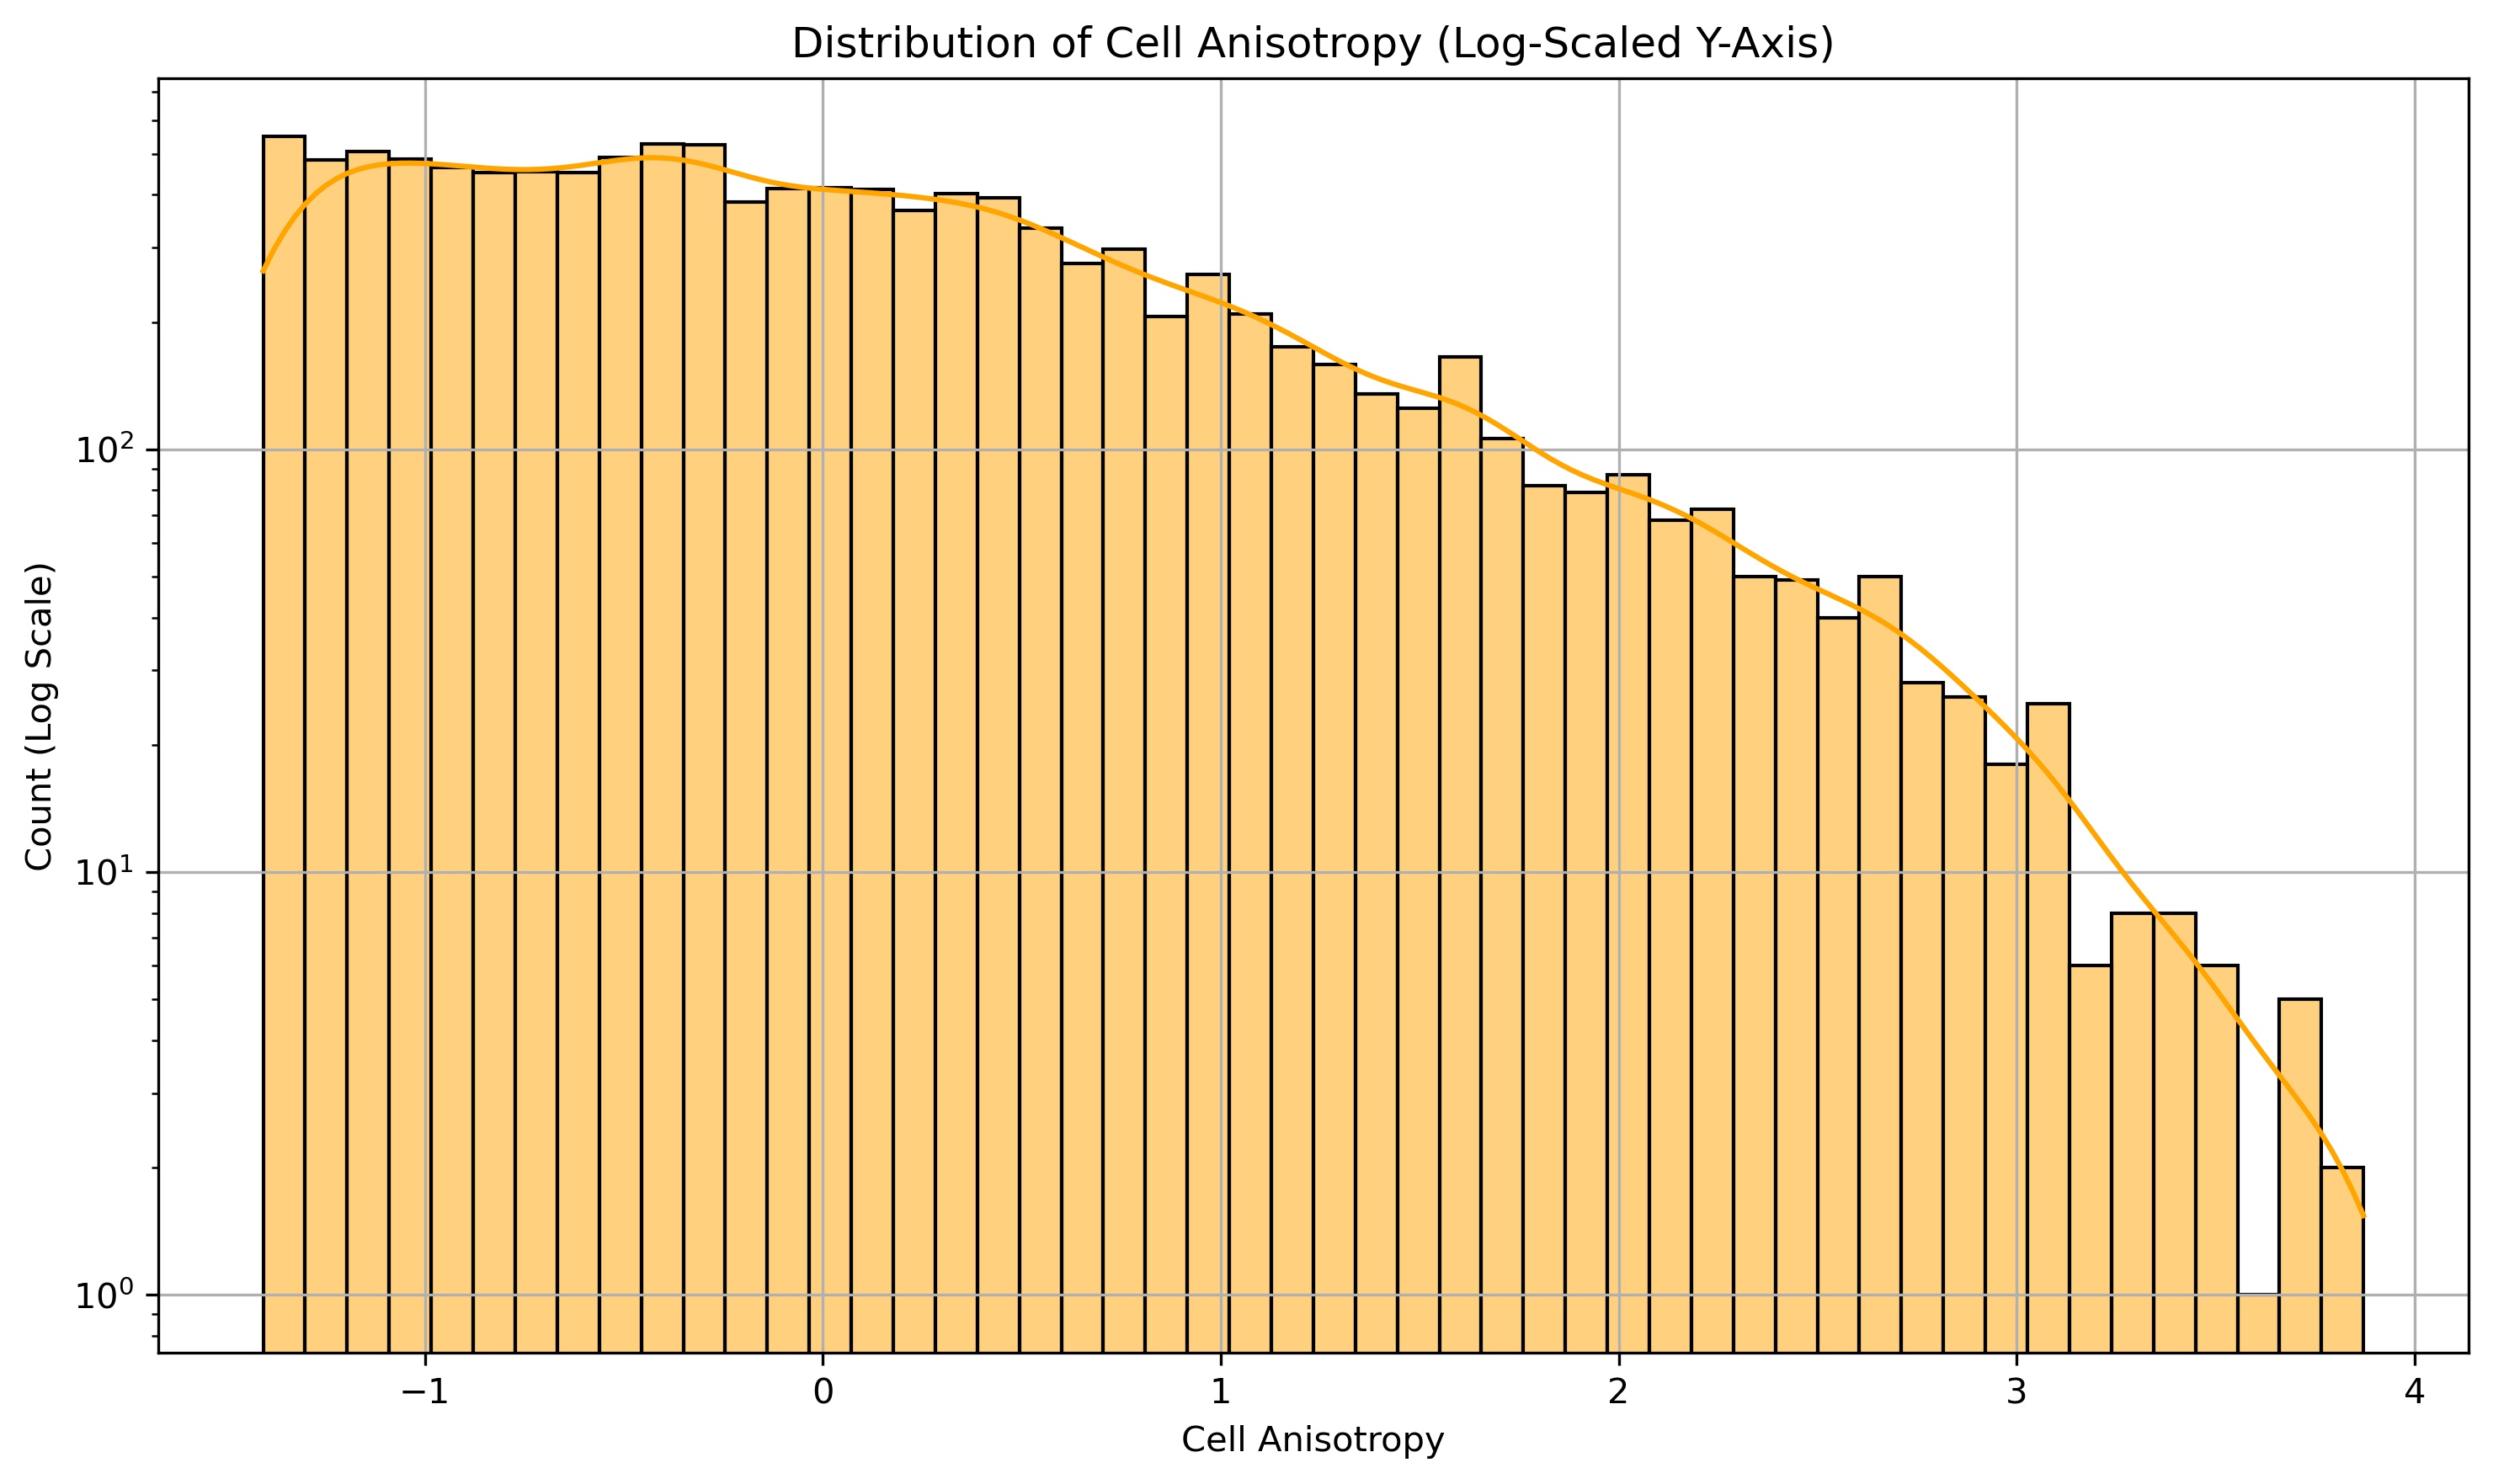 Distribution of Cell Anisotropy (Log-Scaled Y-Axis)
Count (Log Scale)
10²
10¹
10⁰
−1 0 1 2 3 4
Cell Anisotropy